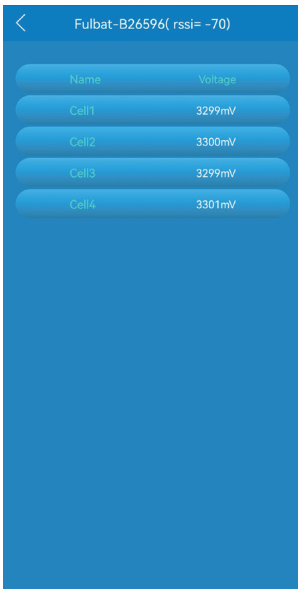 Fulbat-B26596( rssi= -70)
Name Voltage
Cell1 3299mV
Cell2 3300mV
Cell3 3299mV
Cell4 3301mV